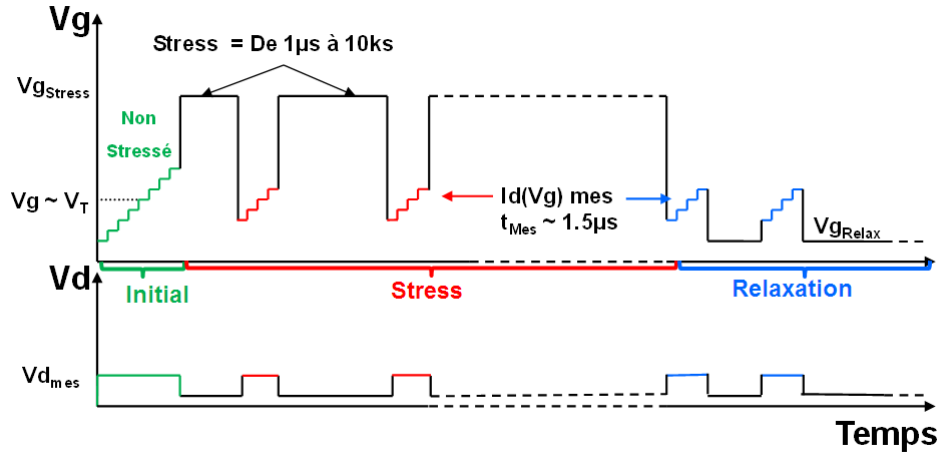 Vg
Stress = De 1µs à 10ks
VgStress
Non
Stressé
Vg ~ VT
Id(Vg) mes
tMes ~ 1.5µs
VgRelax
Vd
Initial
Stress
Relaxation
Vdmes
Temps